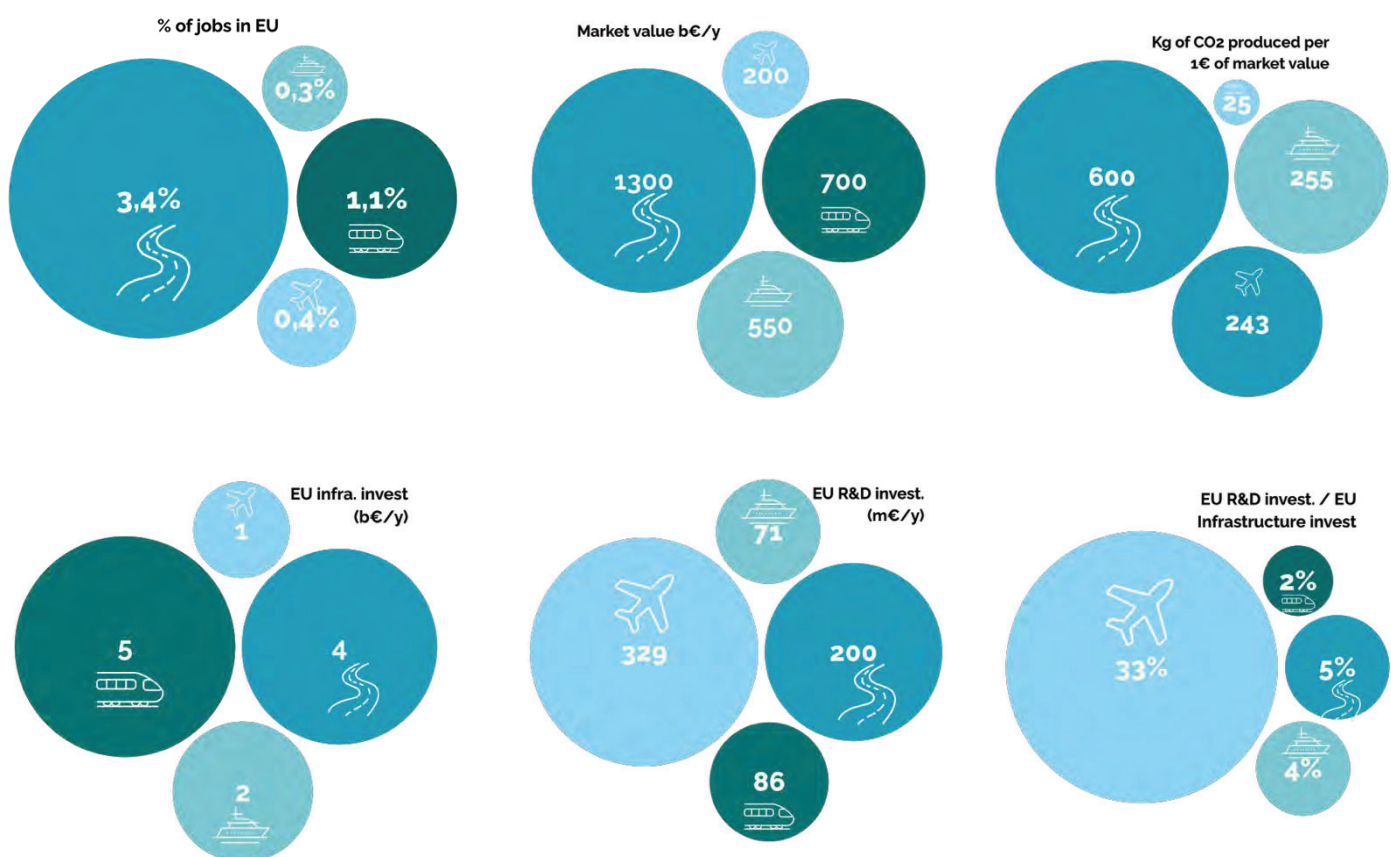 % of jobs in EU
0,3%
3,4%
1,1%
0,4%
Market value b€/y
200
1300
700
550
Kg of CO2 produced per
1€ of market value
25
600
255
243
EU infra. invest
(b€/y)
1
5
4
2
EU R&D invest.
(m€/y)
71
329
200
86
EU R&D invest. / EU
Infrastructure invest
2%
33%
5%
4%